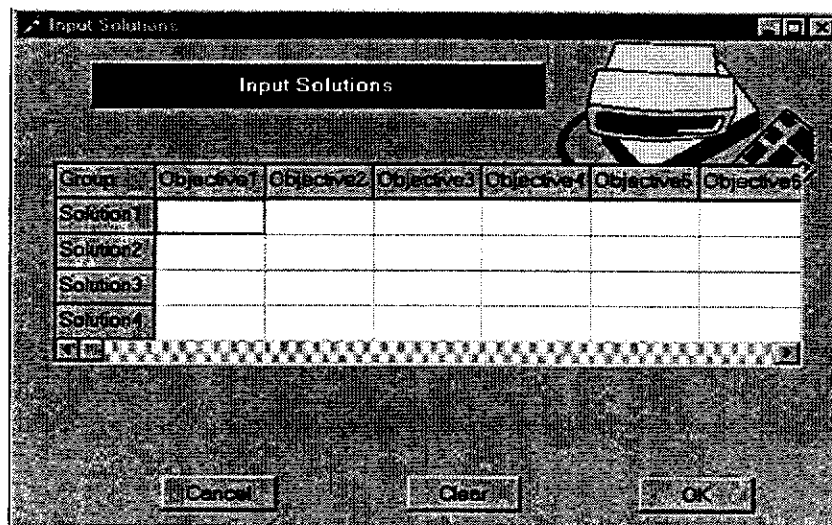 Input Solutions
Input Solutions
Group Objective1 Objective2 Objective3 Objective4 Objective5 Objective6
Solution1
Solution2
Solution3
Solution4
Cancel Clear OK